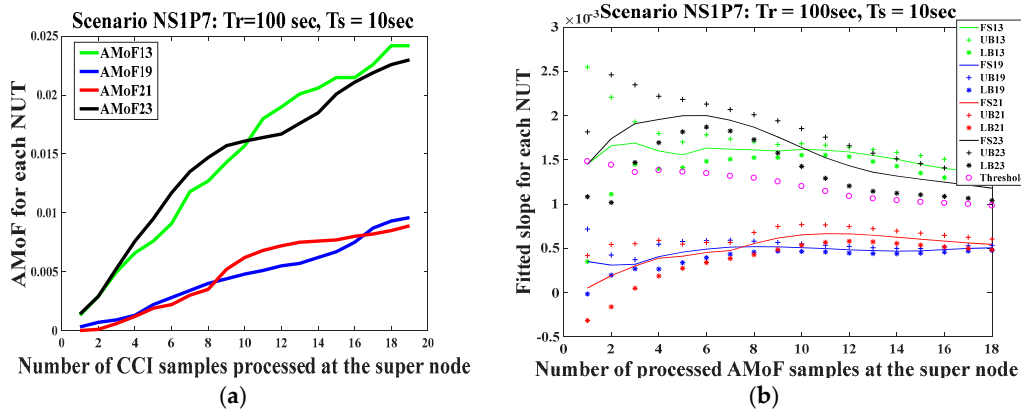 Scenario NS1P7: Tr=100 sec, Ts = 10sec
0.025
0.02
0.015
0.01
0.005
0
AMoF for each NUT
AMoF13
AMoF19
AMoF21
AMoF23
0 2 4 6 8 10 12 14 16 18 20
Number of CCI samples processed at the super node
(a)
×10⁻³ Scenario NS1P7: Tr = 100sec, Ts = 10sec
3
2.5
2
1.5
1
0.5
0
-0.5
Fitted slope for each NUT
FS13
UB13
LB13
FS19
UB19
LB19
FS21
UB21
LB21
FS23
UB23
LB23
Threshold
0 2 4 6 8 10 12 14 16 18
Number of processed AMoF samples at the super node
(b)